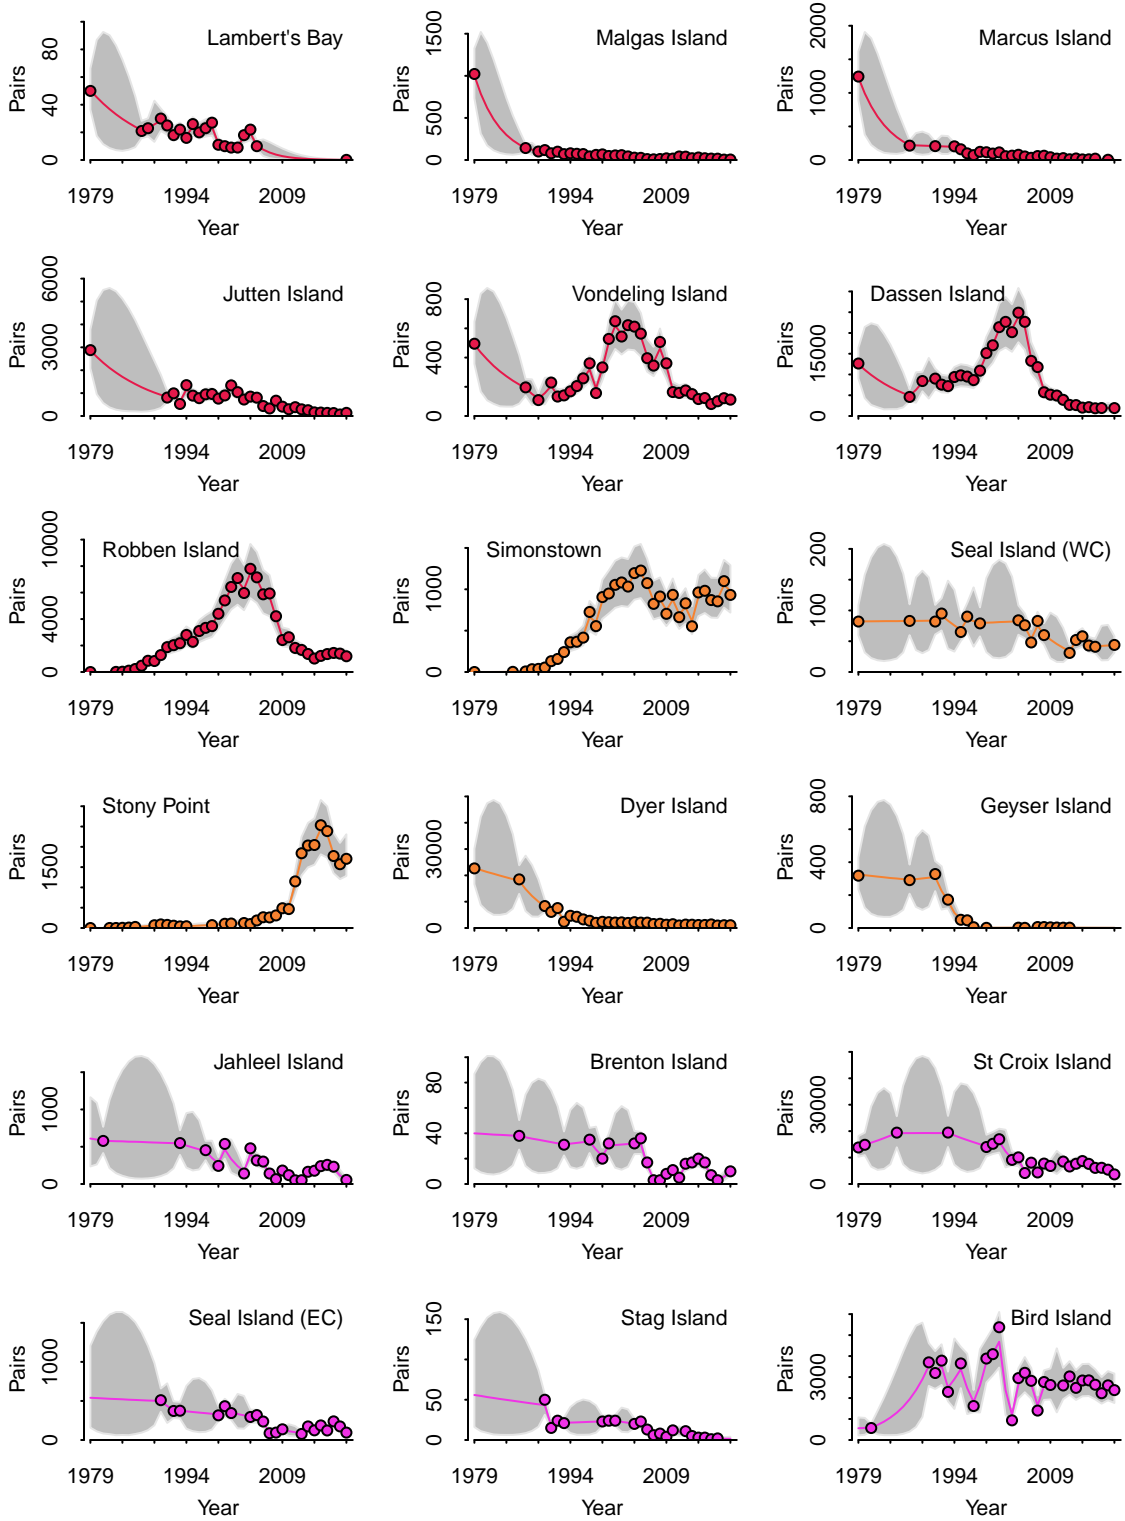 Lambert's Bay
Pairs
0 40 80
1979 1994 2009
Year
Malgas Island
Pairs
0 500 1500
1979 1994 2009
Year
Marcus Island
Pairs
0 1000 2000
1979 1994 2009
Year
Jutten Island
Pairs
0 3000 6000
1979 1994 2009
Year
Vondeling Island
Pairs
0 400 800
1979 1994 2009
Year
Dassen Island
Pairs
0 15000
1979 1994 2009
Year
Robben Island
Pairs
0 4000 10000
1979 1994 2009
Year
Simonstown
Pairs
0 1000
1979 1994 2009
Year
Seal Island (WC)
Pairs
0 100 200
1979 1994 2009
Year
Stony Point
Pairs
0 1500
1979 1994 2009
Year
Dyer Island
Pairs
0 30000
1979 1994 2009
Year
Geyser Island
Pairs
0 400 800
1979 1994 2009
Year
Jahleel Island
Pairs
0 1000
1979 1994 2009
Year
Brenton Island
Pairs
0 40 80
1979 1994 2009
Year
St Croix Island
Pairs
0 30000
1979 1994 2009
Year
Seal Island (EC)
Pairs
0 1000
1979 1994 2009
Year
Stag Island
Pairs
0 50 150
1979 1994 2009
Year
Bird Island
Pairs
0 3000
1979 1994 2009
Year